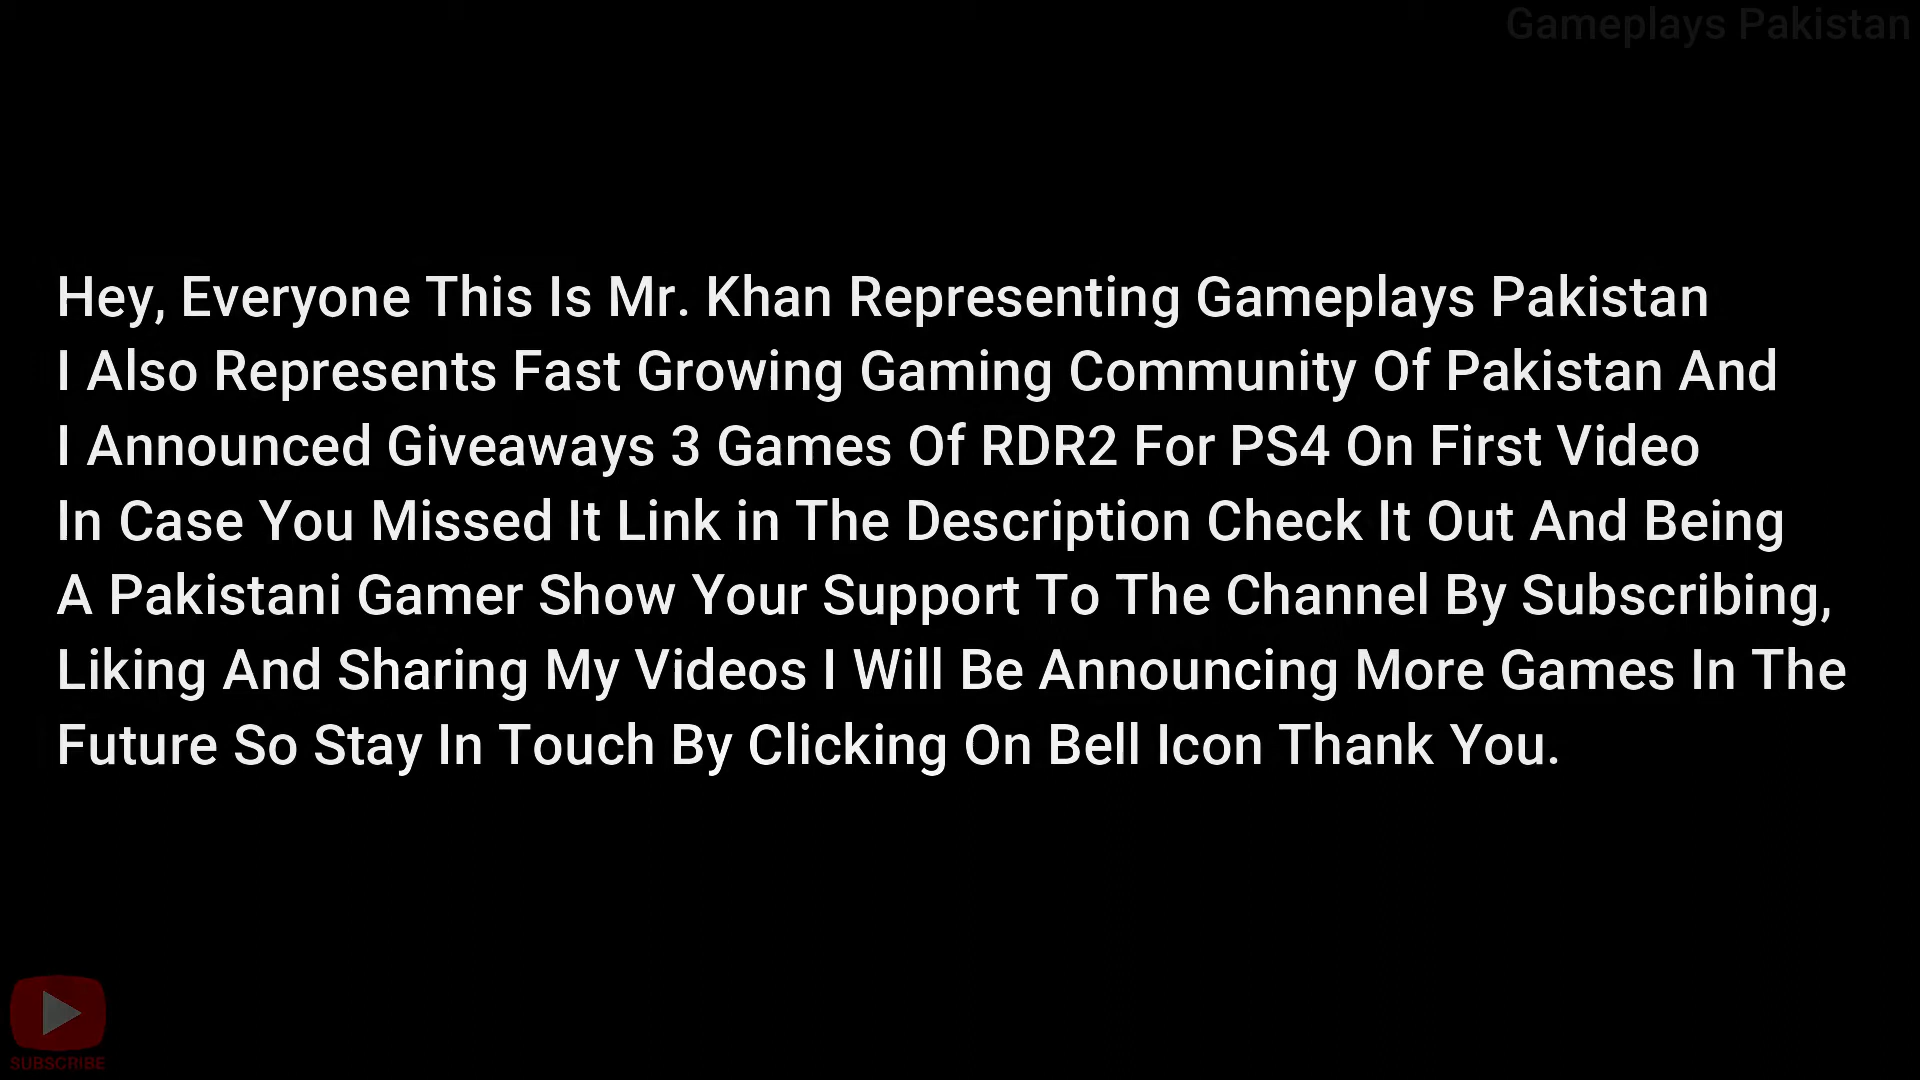 Gameplays Pakistan
Hey, Everyone This Is Mr. Khan Representing Gameplays Pakistan
I Also Represents Fast Growing Gaming Community Of Pakistan And
I Announced Giveaways 3 Games Of RDR2 For PS4 On First Video
In Case You Missed It Link in The Description Check It Out And Being
A Pakistani Gamer Show Your Support To The Channel By Subscribing,
Liking And Sharing My Videos I Will Be Announcing More Games In The
Future So Stay In Touch By Clicking On Bell Icon Thank You.
SUBSCRIBE